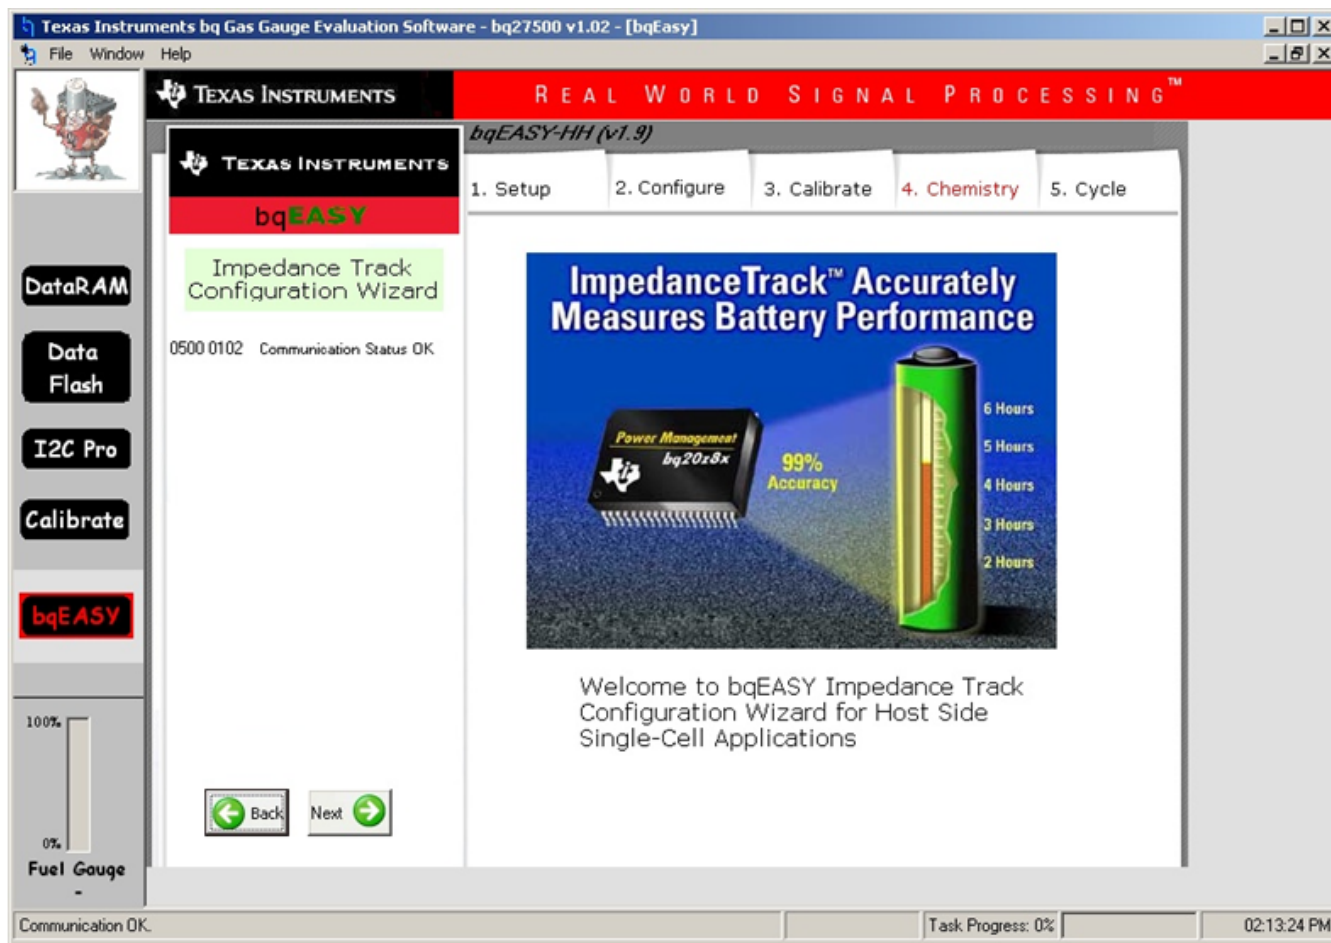 Texas Instruments bq Gas Gauge Evaluation Software - bq27500 v1.02 - [bqEasy]
File Window Help
TEXAS INSTRUMENTS
REAL WORLD SIGNAL PROCESSING™
bqEASY-HH (v1.9)
TEXAS INSTRUMENTS
bqEASY
1. Setup
2. Configure
3. Calibrate
4. Chemistry
5. Cycle
Impedance Track
Configuration Wizard
0500 0102 Communication Status OK
DataRAM
Data
Flash
I2C Pro
Calibrate
bqEASY
ImpedanceTrack™ Accurately
Measures Battery Performance
Power Management
bq20z8x
99%
Accuracy
6 Hours
5 Hours
4 Hours
3 Hours
2 Hours
Welcome to bqEASY Impedance Track
Configuration Wizard for Host Side
Single-Cell Applications
Back
Next
100%
0%
Fuel Gauge
-
Communication OK.
Task Progress: 0%
02:13:24 PM